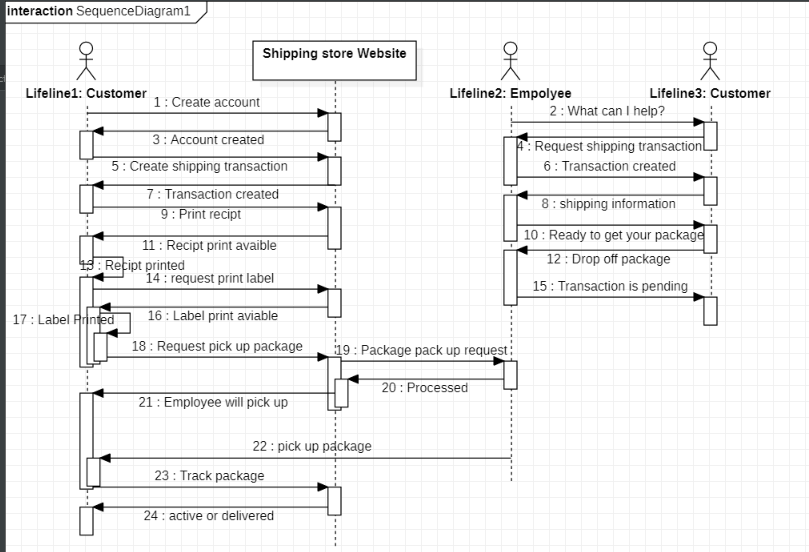 interaction SequenceDiagram1
Shipping store Website
Lifeline1: Customer
Lifeline2: Empolyee
Lifeline3: Customer
1 : Create account
2 : What can I help?
3 : Account created
4 : Request shipping transaction
5 : Create shipping transaction
6 : Transaction created
7 : Transaction created
8 : shipping information
9 : Print recipt
10 : Ready to get your package
11 : Recipt print avaible
12 : Drop off package
13 : Recipt printed
14 : request print label
15 : Transaction is pending
16 : Label print aviable
17 : Label Printed
18 : Request pick up package
19 : Package pack up request
20 : Processed
21 : Employee will pick up
22 : pick up package
23 : Track package
24 : active or delivered